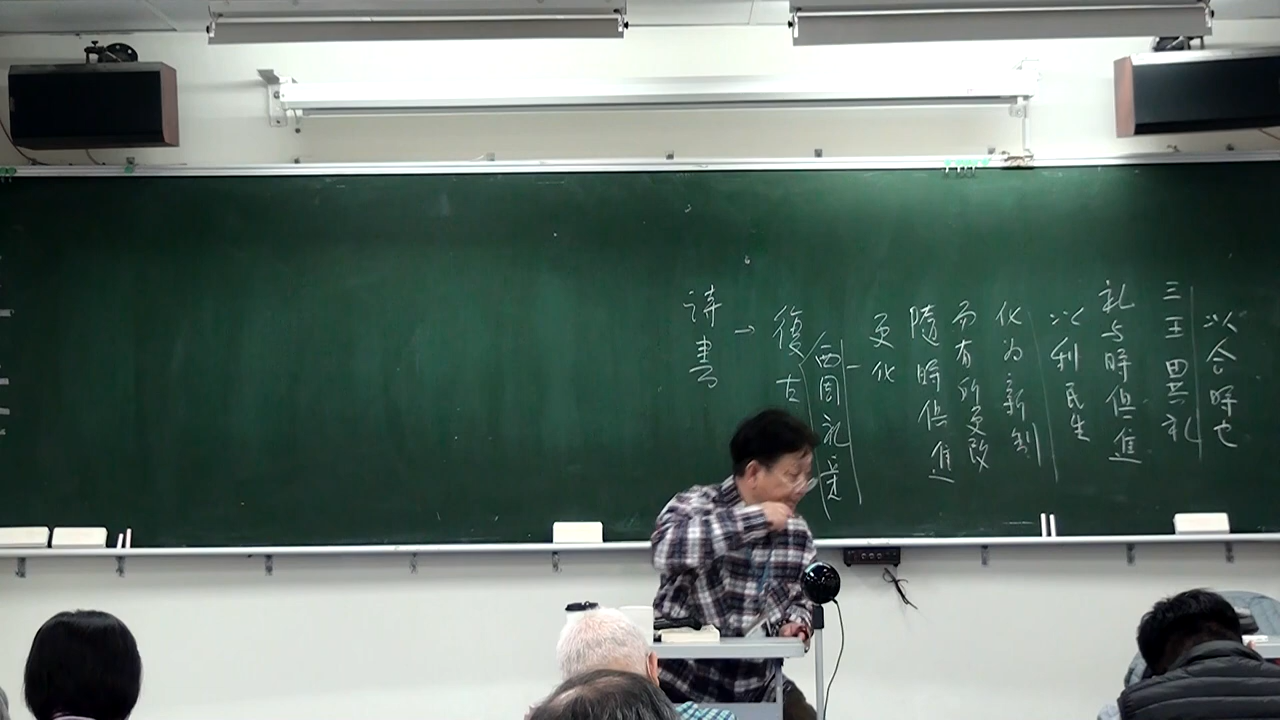 以合時也
三王異礼
礼与時俱進
以利民生
化为新制
而有所更改
隨時俱進
更化
西周礼
復古
→
诗書